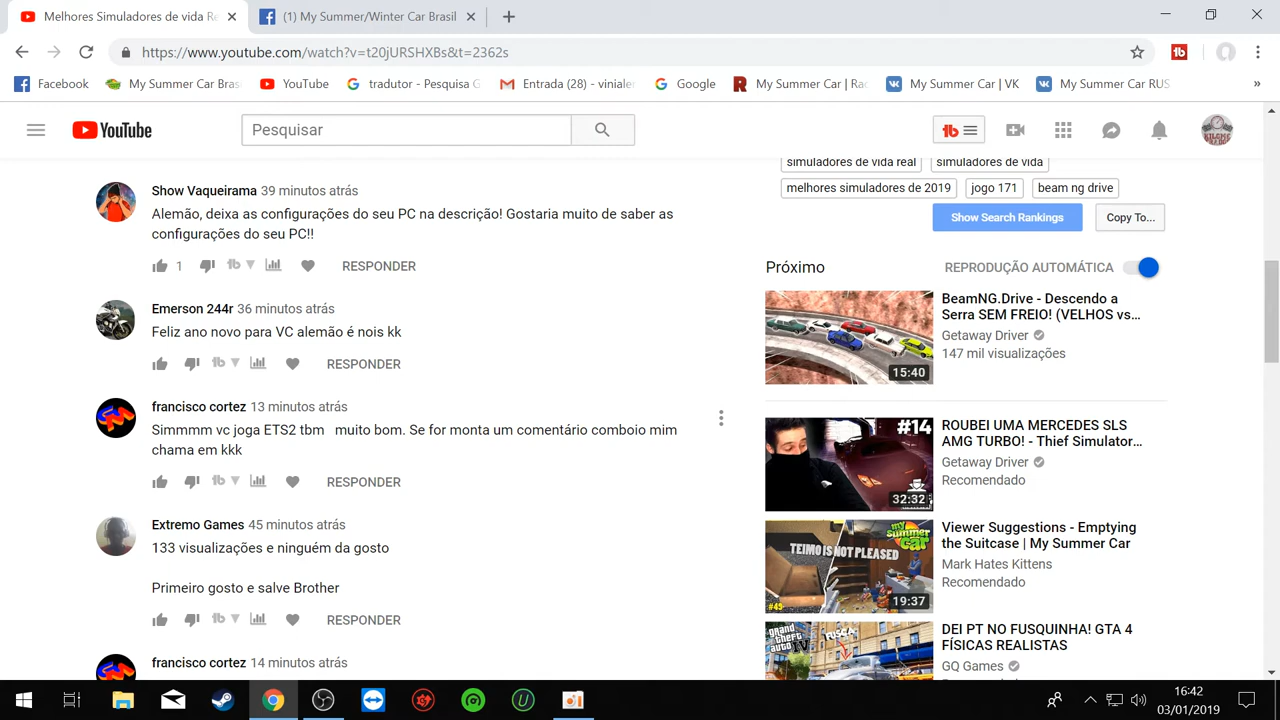 Melhores Simuladores de vida Re
(1) My Summer/Winter Car Brasil
https://www.youtube.com/watch?v=t20jURSHXBs&t=2362s
Facebook
My Summer Car Bras
YouTube
tradutor - Pesquisa G
Entrada (28) - vinialer
Google
My Summer Car | Rac
My Summer Car | VK
My Summer Car RUS
»
YouTube
Pesquisar
simuladores de vida real
simuladores de vida
melhores simuladores de 2019
jogo 171
beam ng drive
Show Search Rankings
Copy To...
Show Vaqueirama 39 minutos atrás
Alemão, deixa as configurações do seu PC na descrição! Gostaria muito de saber as
configurações do seu PC!!
1
RESPONDER
Emerson 244r 36 minutos atrás
Feliz ano novo para VC alemão é nois kk
RESPONDER
francisco cortez 13 minutos atrás
Simmmm vc joga ETS2 tbm muito bom. Se for monta um comentário comboio mim
chama em kkk
RESPONDER
Extremo Games 45 minutos atrás
133 visualizações e ninguém da gosto
Primeiro gosto e salve Brother
RESPONDER
francisco cortez 14 minutos atrás
Próximo
REPRODUÇÃO AUTOMÁTICA
15:40
BeamNG.Drive - Descendo a
Serra SEM FREIO! (VELHOS vs...
Getaway Driver
147 mil visualizações
#14
32:32
ROUBEI UMA MERCEDES SLS
AMG TURBO! - Thief Simulator...
Getaway Driver
Recomendado
my summer car
TEIMO IS NOT PLEASED
#45
19:37
Viewer Suggestions - Emptying
the Suitcase | My Summer Car
Mark Hates Kittens
Recomendado
FUSCA
DEI PT NO FUSQUINHA! GTA 4
FÍSICAS REALISTAS
GQ Games
16:42
03/01/2019